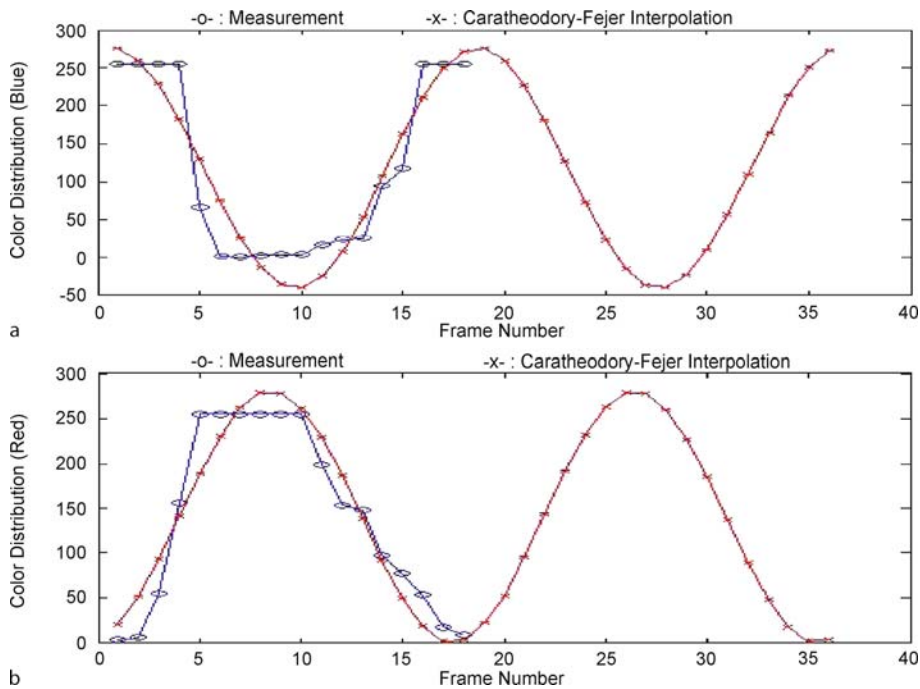 -o- : Measurement -x- : Caratheodory-Fejer Interpolation
300
250
200
150
100
50
0
-50
Color Distribution (Blue)
0 5 10 15 20 25 30 35 40
a Frame Number
-o- : Measurement -x- : Caratheodory-Fejer Interpolation
300
250
200
150
100
50
0
Color Distribution (Red)
0 5 10 15 20 25 30 35 40
b Frame Number